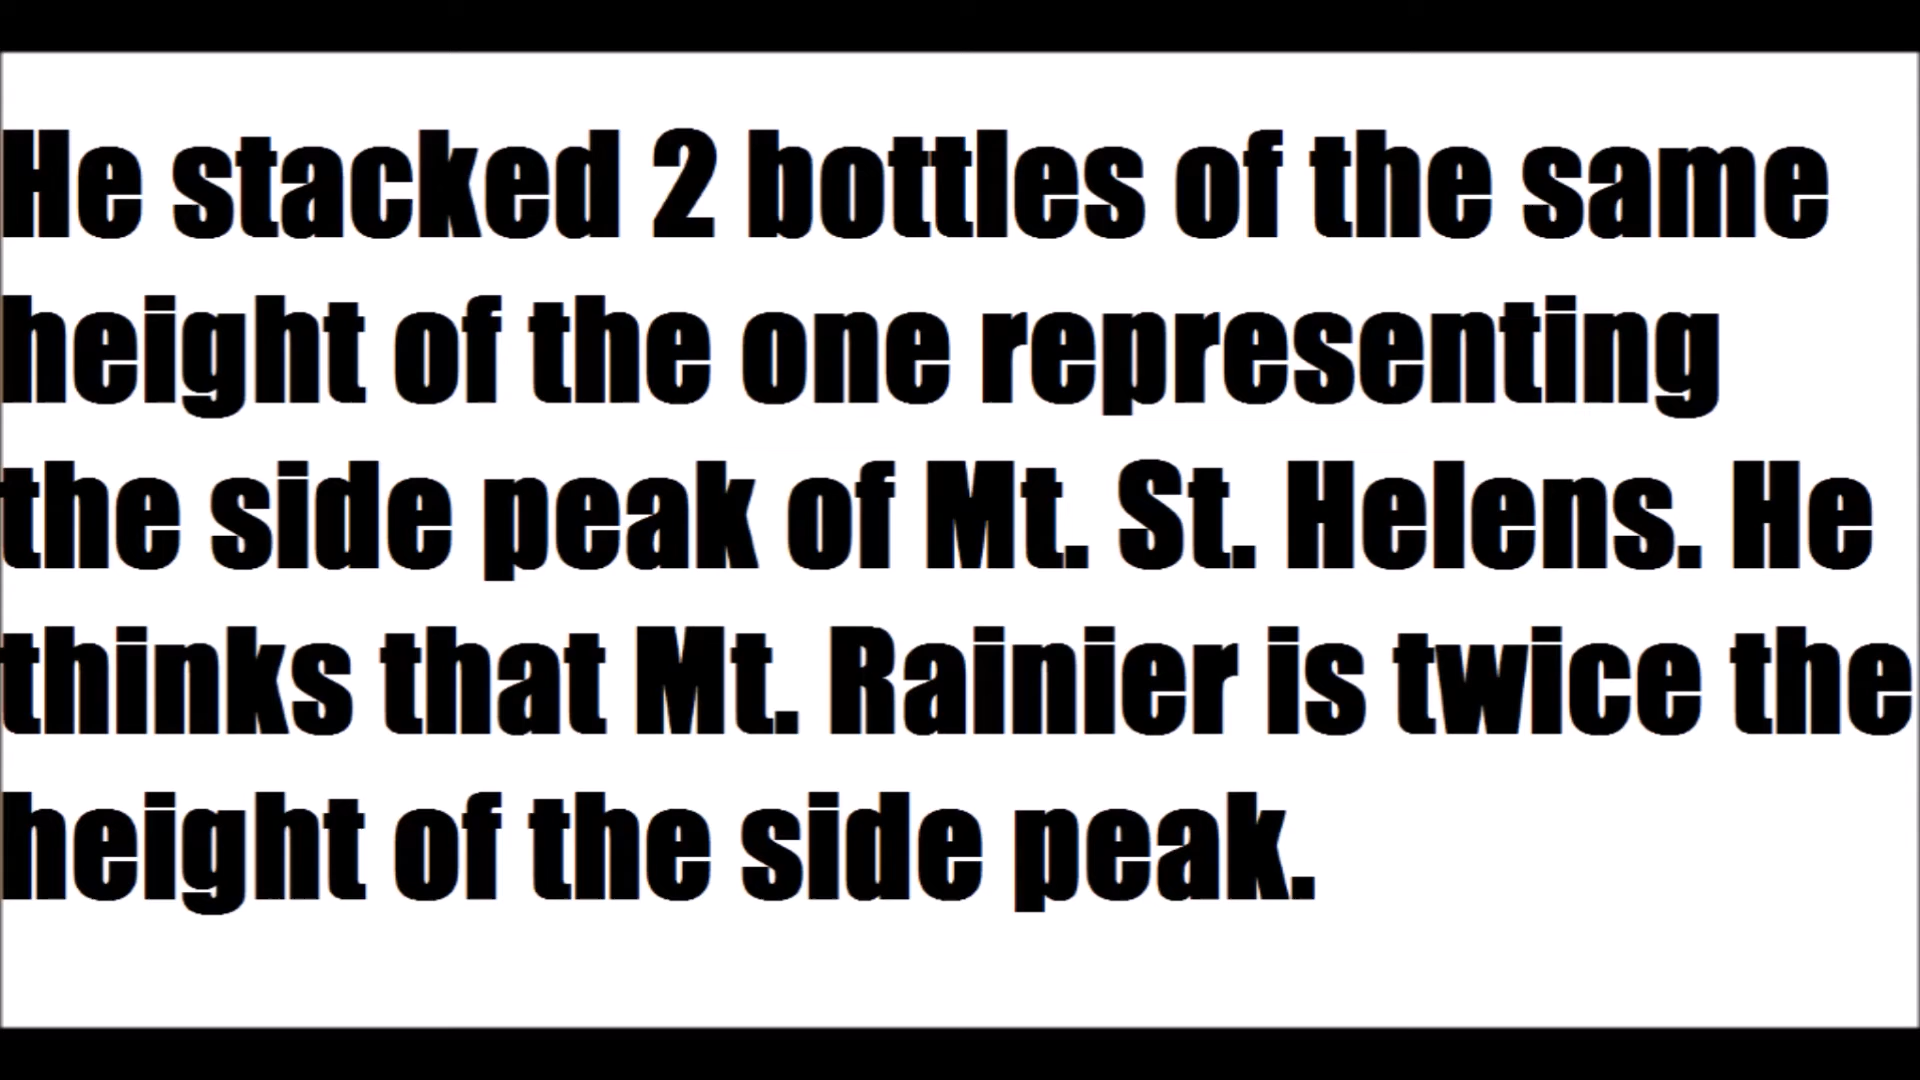 He stacked 2 bottles of the same
height of the one representing
the side peak of Mt. St. Helens. He
thinks that Mt. Rainier is twice the
height of the side peak.